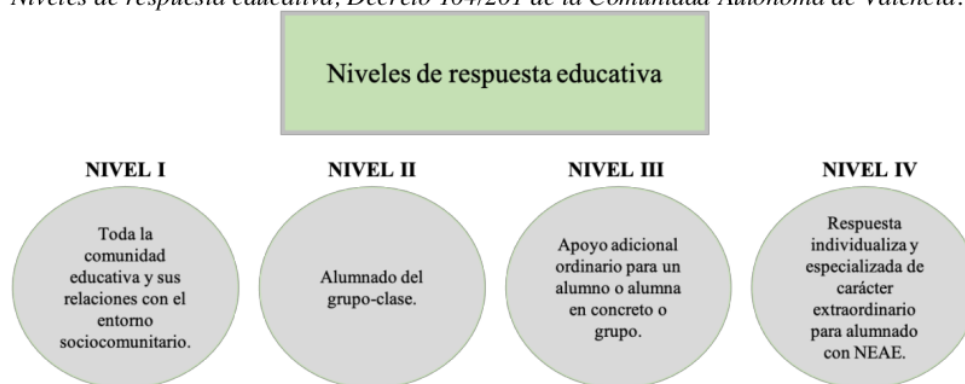 Niveles de respuesta educativa, Decreto 104/201 de la Comunidad Autónoma de Valencia.
Niveles de respuesta educativa
NIVEL I
Toda la
comunidad
educativa y sus
relaciones con el
entorno
sociocomunitario.
NIVEL II
Alumnado del
grupo-clase.
NIVEL III
Apoyo adicional
ordinario para un
alumno o alumna
en concreto o
grupo.
NIVEL IV
Respuesta
individualiza y
especializada de
carácter
extraordinario
para alumnado
con NEAE.